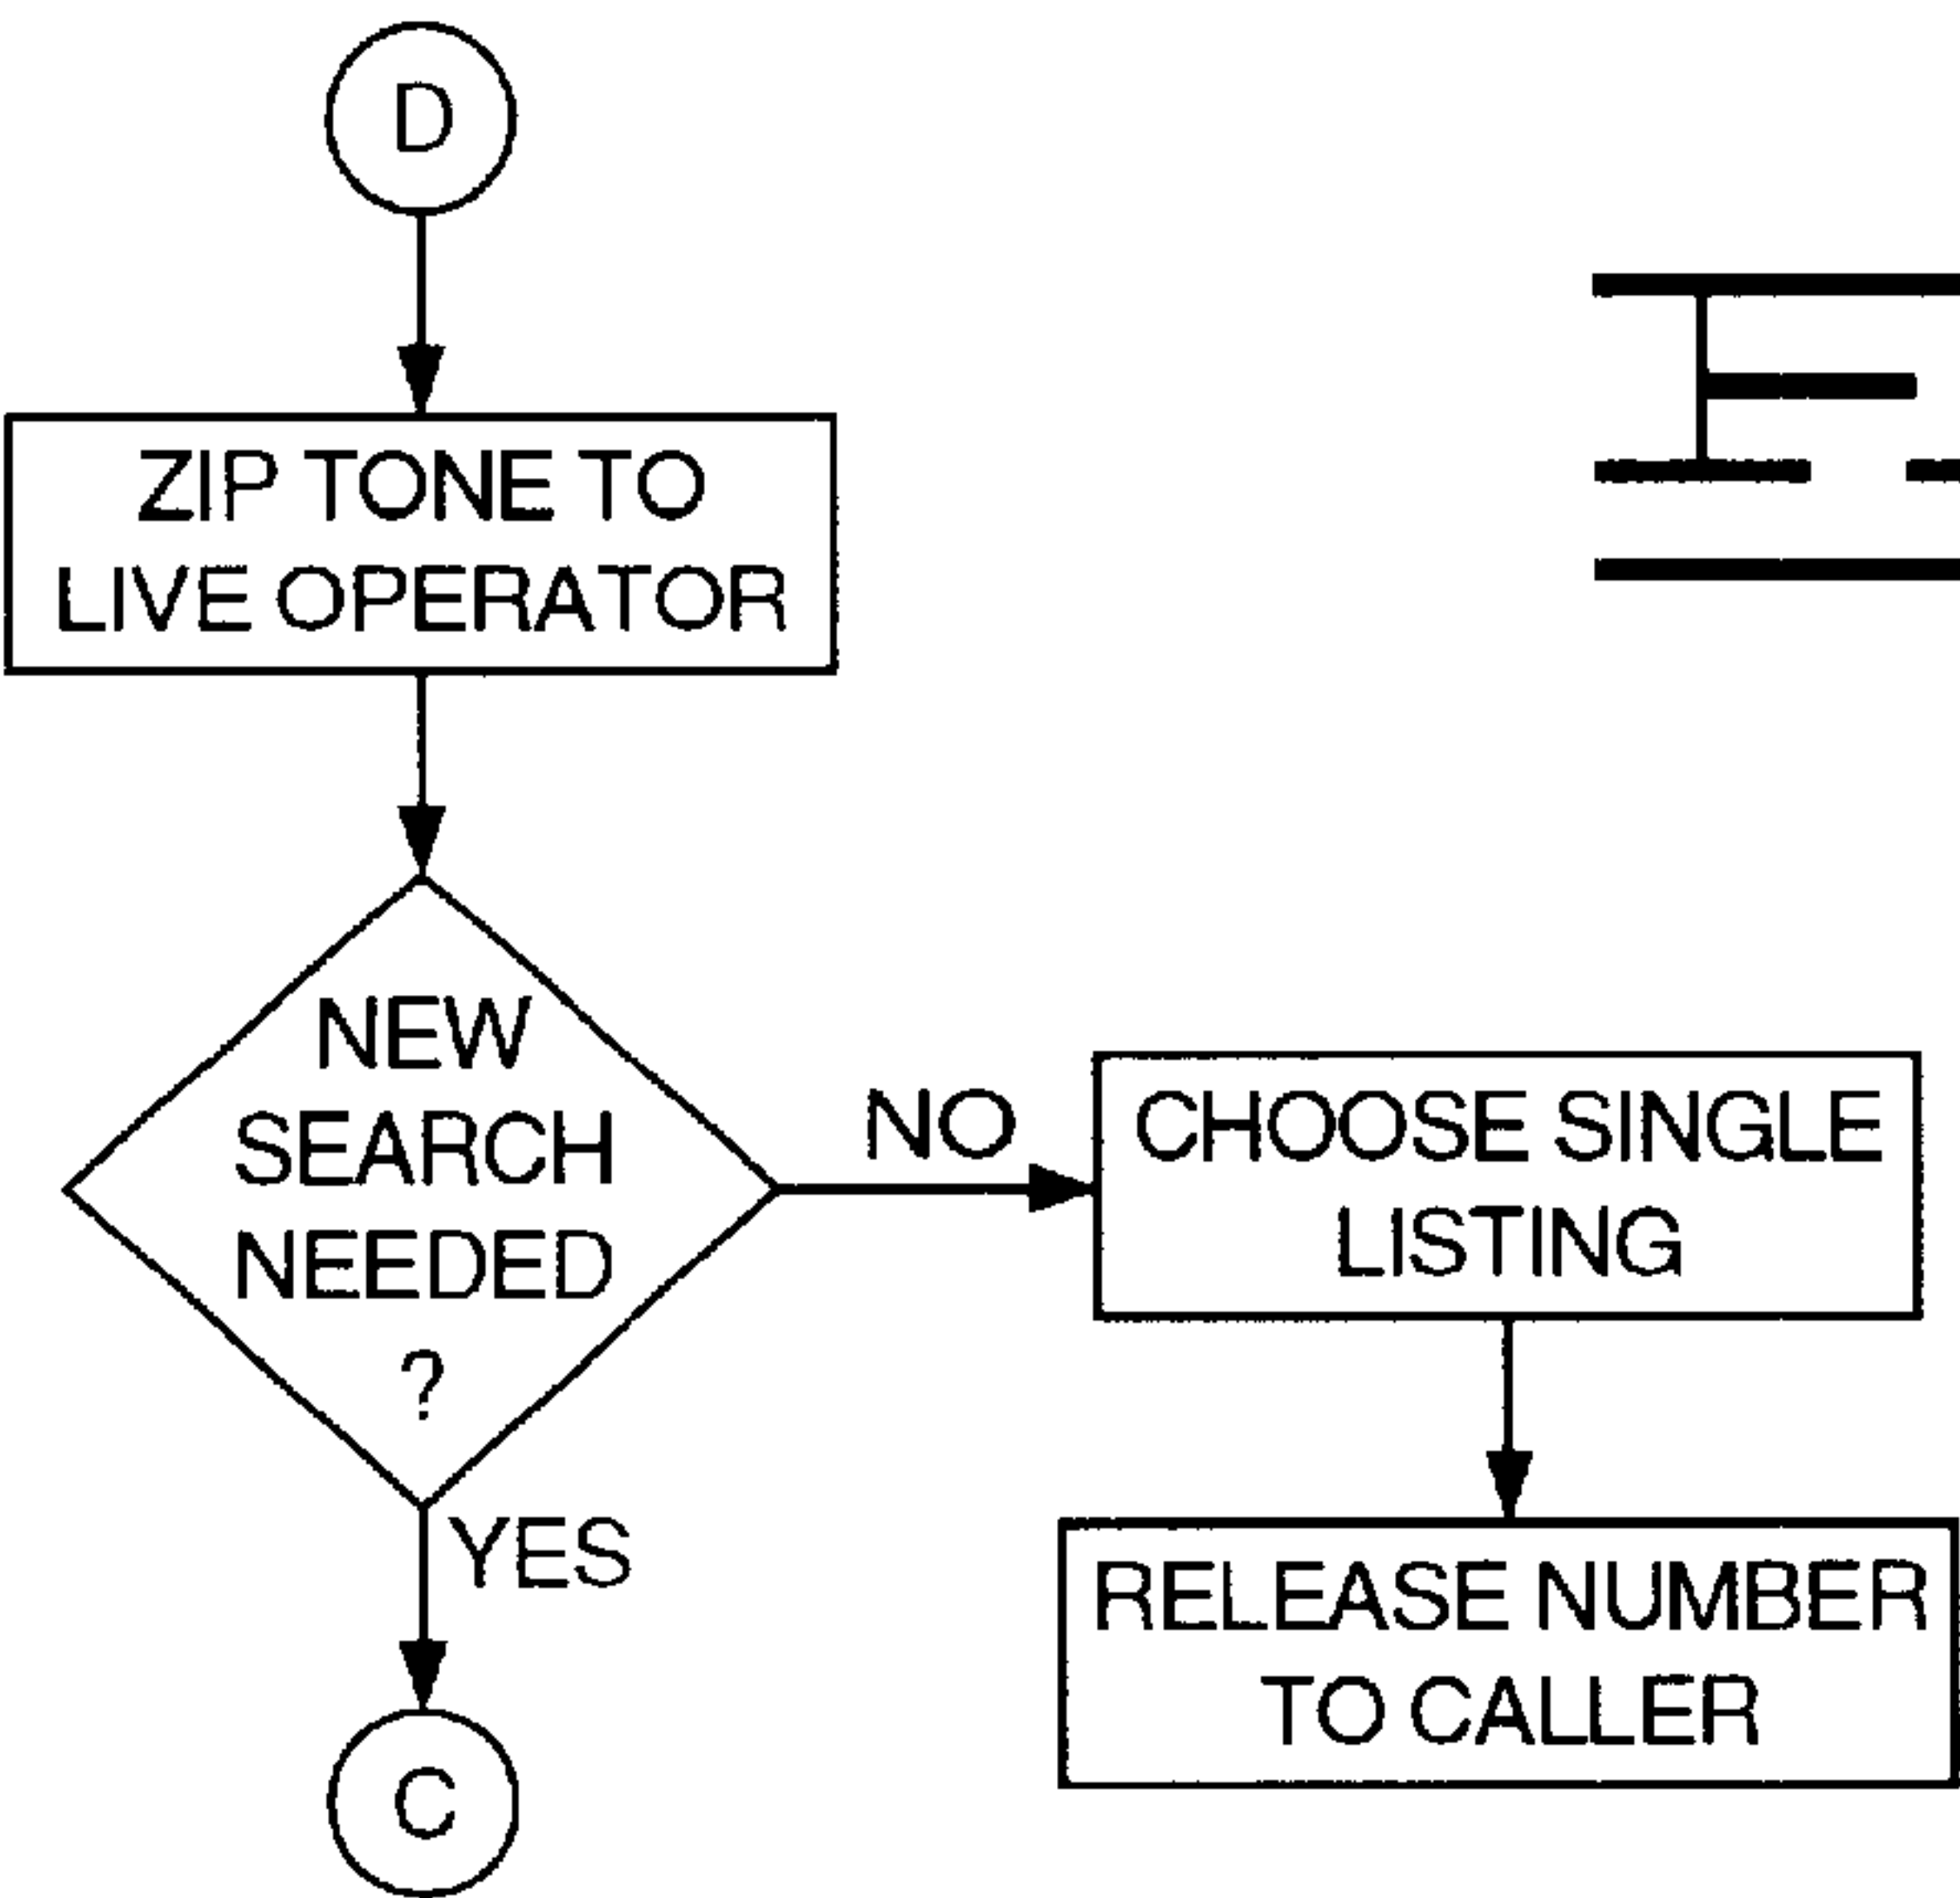 D
ZIP TONE TO
LIVE OPERATOR
NEW
SEARCH
NEEDED
?
NO
CHOOSE SINGLE
LISTING
RELEASE NUMBER
TO CALLER
YES
C